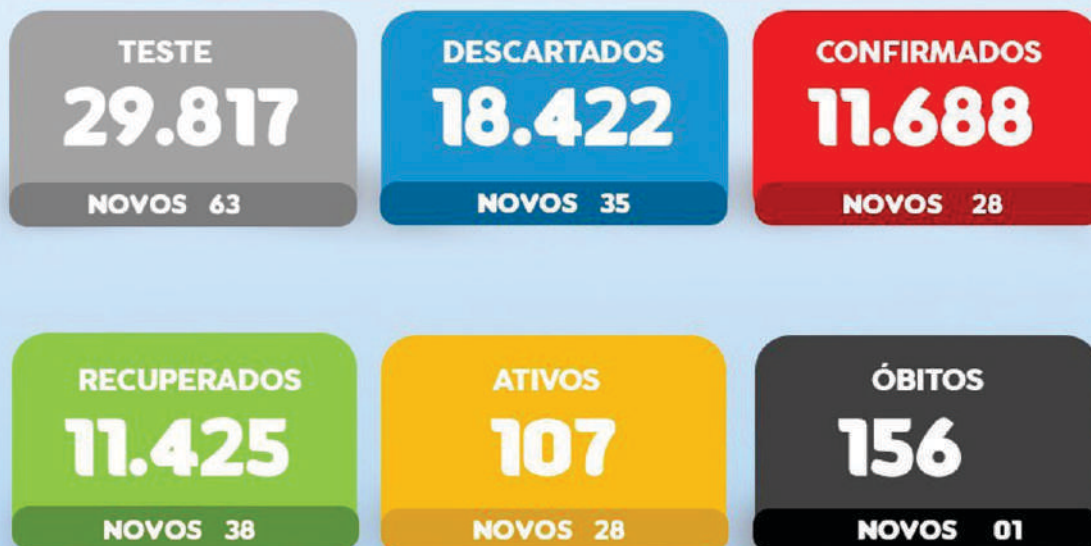 TESTE
29.817
NOVOS 63
DESCARTADOS
18.422
NOVOS 35
CONFIRMADOS
11.688
NOVOS 28
RECUPERADOS
11.425
NOVOS 38
ATIVOS
107
NOVOS 28
ÓBITOS
156
NOVOS 01